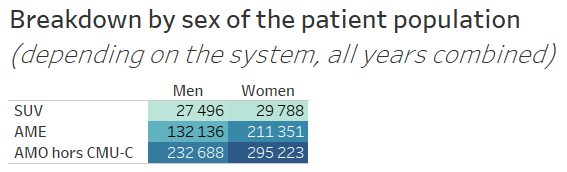 Breakdown by sex of the patient population
(depending on the system, all years combined)
Men Women
SUV 27 496 29 788
AME 132 136 211 351
AMO hors CMU-C 232 688 295 223